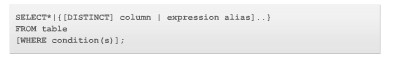 SELECT*|{[DISTINCT] column | expression alias]..}
FROM table
[WHERE condition(s)];